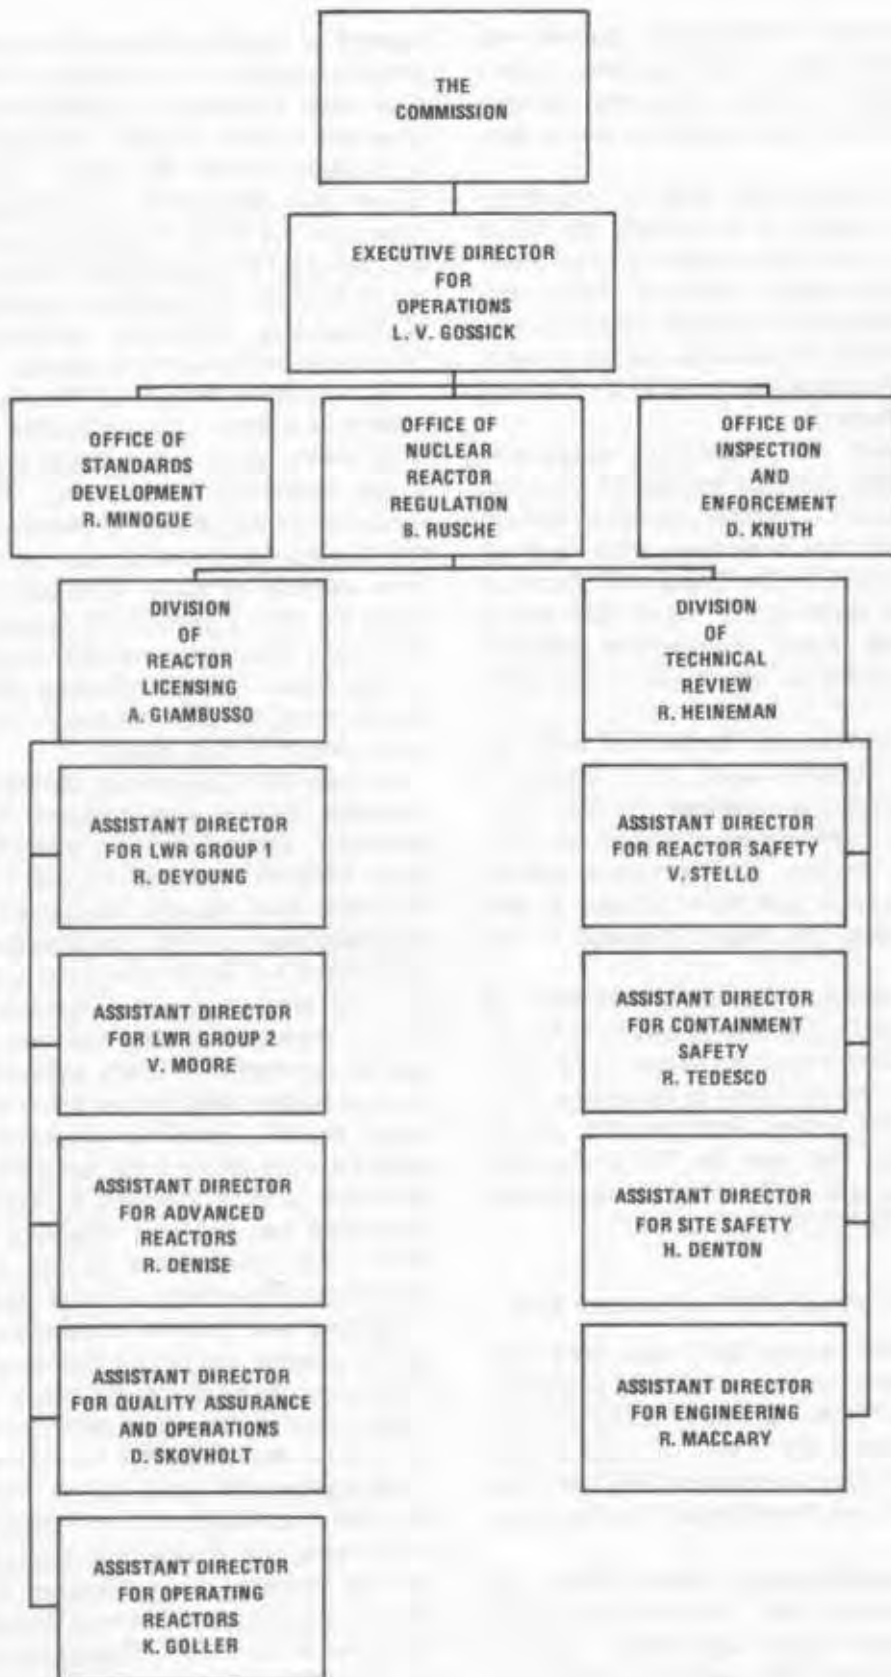 THE
COMMISSION
EXECUTIVE DIRECTOR
FOR
OPERATIONS
L. V. GOSSICK
OFFICE OF
STANDARDS
DEVELOPMENT
R. MINOGUE
OFFICE OF
NUCLEAR
REACTOR
REGULATION
B. RUSCHE
OFFICE OF
INSPECTION
AND
ENFORCEMENT
D. KNUTH
DIVISION
OF
REACTOR
LICENSING
A. GIAMBUSSO
DIVISION
OF
TECHNICAL
REVIEW
R. HEINEMAN
ASSISTANT DIRECTOR
FOR LWR GROUP 1
R. DEYOUNG
ASSISTANT DIRECTOR
FOR LWR GROUP 2
V. MOORE
ASSISTANT DIRECTOR
FOR ADVANCED
REACTORS
R. DENISE
ASSISTANT DIRECTOR
FOR QUALITY ASSURANCE
AND OPERATIONS
D. SKOVHOLT
ASSISTANT DIRECTOR
FOR OPERATING
REACTORS
K. GOLLER
ASSISTANT DIRECTOR
FOR REACTOR SAFETY
V. STELLO
ASSISTANT DIRECTOR
FOR CONTAINMENT
SAFETY
R. TEDESCO
ASSISTANT DIRECTOR
FOR SITE SAFETY
H. DENTON
ASSISTANT DIRECTOR
FOR ENGINEERING
R. MACCARY